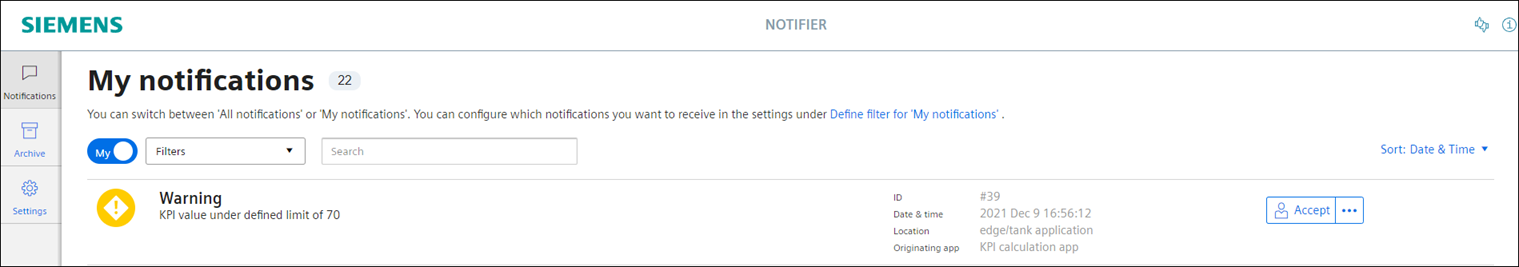 SIEMENS
NOTIFIER
Notifications
Archive
Settings
My notifications 22
You can switch between 'All notifications' or 'My notifications'. You can configure which notifications you want to receive in the settings under Define filter for 'My notifications' .
My
Filters
Search
Sort: Date & Time
Warning
KPI value under defined limit of 70
ID #39
Date & time 2021 Dec 9 16:56:12
Location edge/tank application
Originating app KPI calculation app
Accept